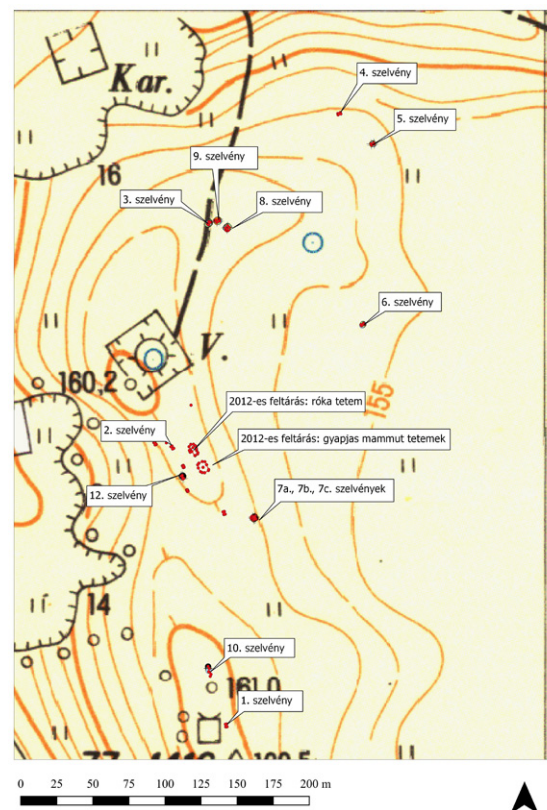 Kar.
4. szelvény
5. szelvény
16
9. szelvény
3. szelvény
8. szelvény
6. szelvény
V.
160,2
155
2012-es feltárás: róka tetem
2. szelvény
2012-es feltárás: gyapjas mammut tetemek
12. szelvény
7a., 7b., 7c. szelvények
14
10. szelvény
161,0
1. szelvény
0 25 50 75 100 125 150 175 200 m